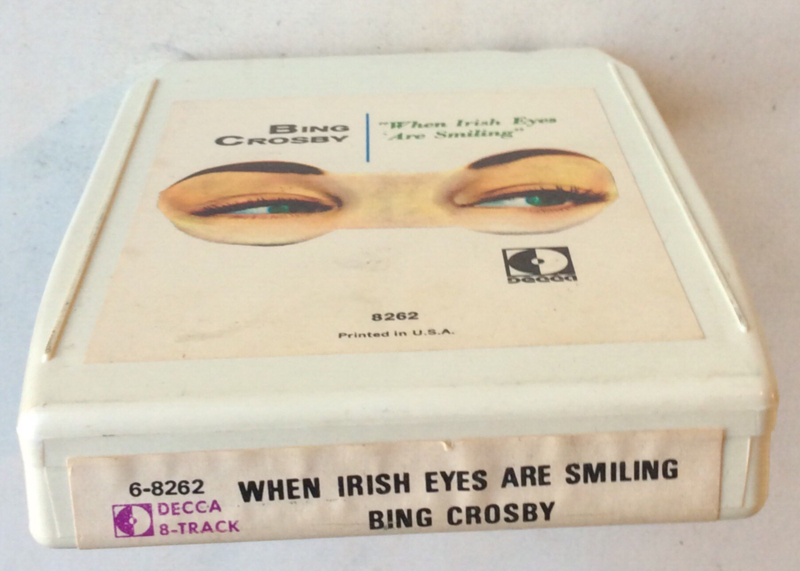 BING
CROSBY
"When Irish Eyes
Are Smiling"
DECCA
8262
Printed in U.S.A.
6-8262
DECCA
8-TRACK
WHEN IRISH EYES ARE SMILING
BING CROSBY